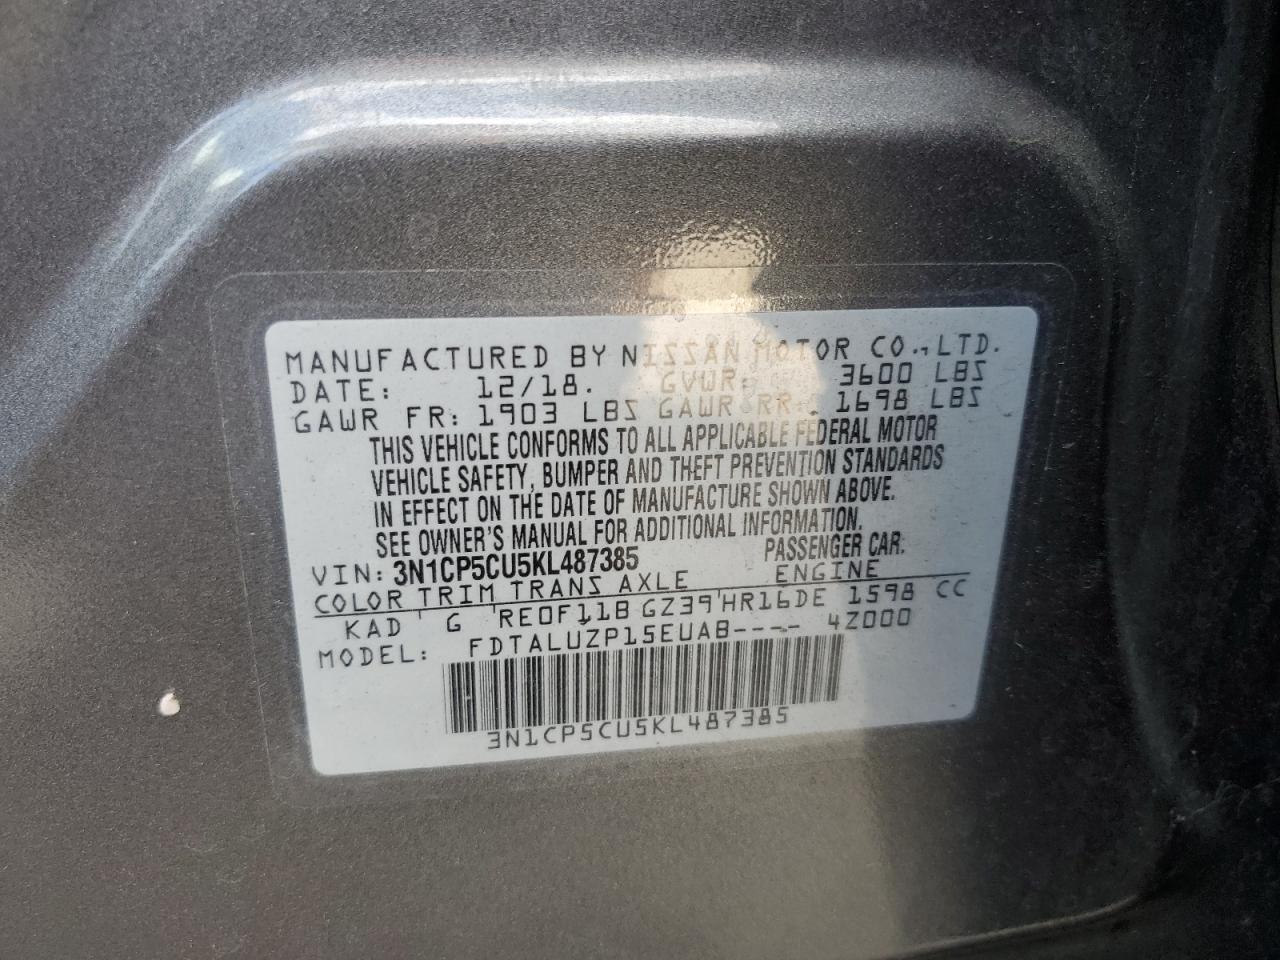 MANUFACTURED BY NISSAN MOTOR CO., LTD.
DATE: 12/18. GVWR: 3600 LBS
GAWR FR: 1903 LBS GAWR RR: 1698 LBS
THIS VEHICLE CONFORMS TO ALL APPLICABLE FEDERAL MOTOR
VEHICLE SAFETY, BUMPER AND THEFT PREVENTION STANDARDS
IN EFFECT ON THE DATE OF MANUFACTURE SHOWN ABOVE.
SEE OWNER'S MANUAL FOR ADDITIONAL INFORMATION.
VIN: 3N1CP5CU5KL487385 PASSENGER CAR:
COLOR TRIM TRANS AXLE ENGINE
KAD G RE0F11B GZ39 HR16DE 1598 CC
MODEL: FDTALUZP15EUAB---- 4Z000
3N1CP5CU5KL487385